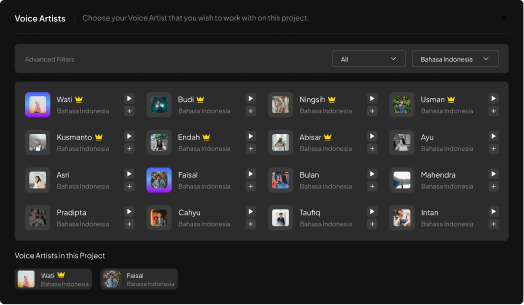 Voice Artists
Choose your Voice Artist that you wish to work with on this project.
Advanced Filters
All
Bahasa Indonesia
Wati
Bahasa Indonesia
Budi
Bahasa Indonesia
Ningsih
Bahasa Indonesia
Usman
Bahasa Indonesia
Kusmanto
Bahasa Indonesia
Endah
Bahasa Indonesia
Abisar
Bahasa Indonesia
Ayu
Bahasa Indonesia
Asri
Bahasa Indonesia
Faisal
Bahasa Indonesia
Bulan
Bahasa Indonesia
Mahendra
Bahasa Indonesia
Pradipta
Bahasa Indonesia
Cahyu
Bahasa Indonesia
Taufiq
Bahasa Indonesia
Intan
Bahasa Indonesia
Voice Artists in this Project
Wati
Bahasa Indonesia
Faisal
Bahasa Indonesia